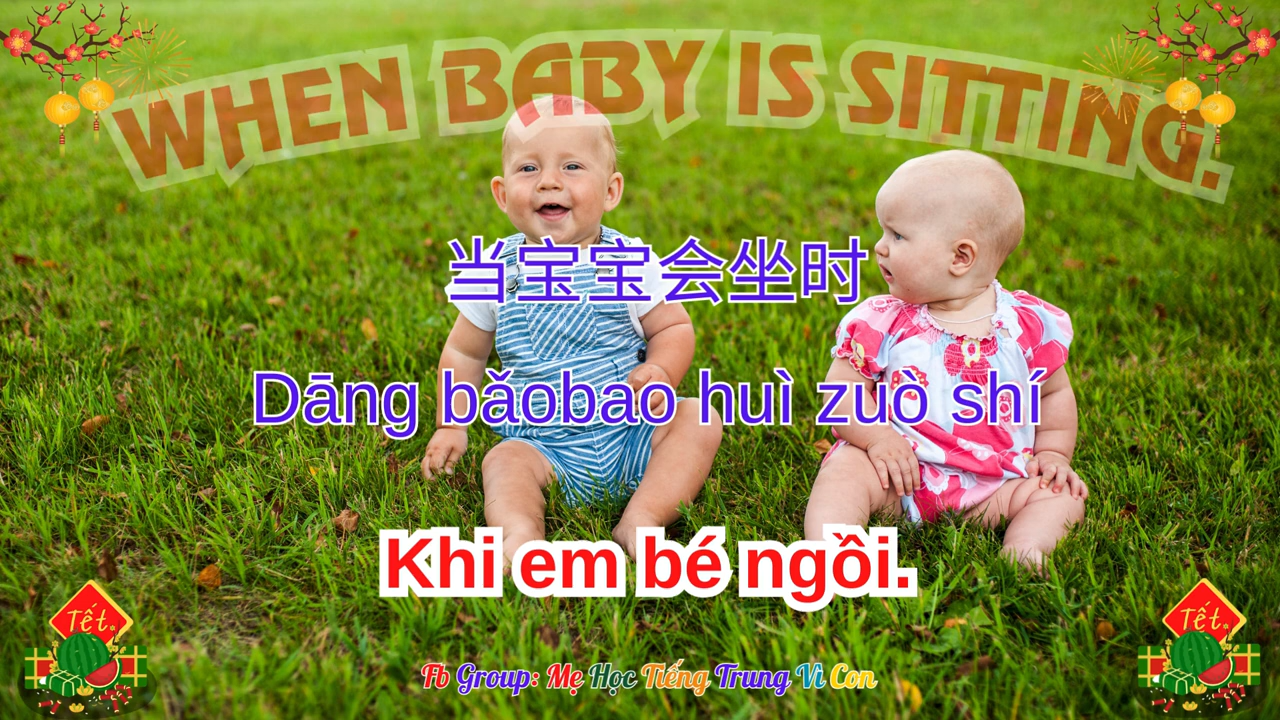 WHEN BABY IS SITTING.
当宝宝会坐时
Dāng bǎobao huì zuò shí
Khi em bé ngồi.
Tết
Tết
Fb Group: Mẹ Học Tiếng Trung Vì Con